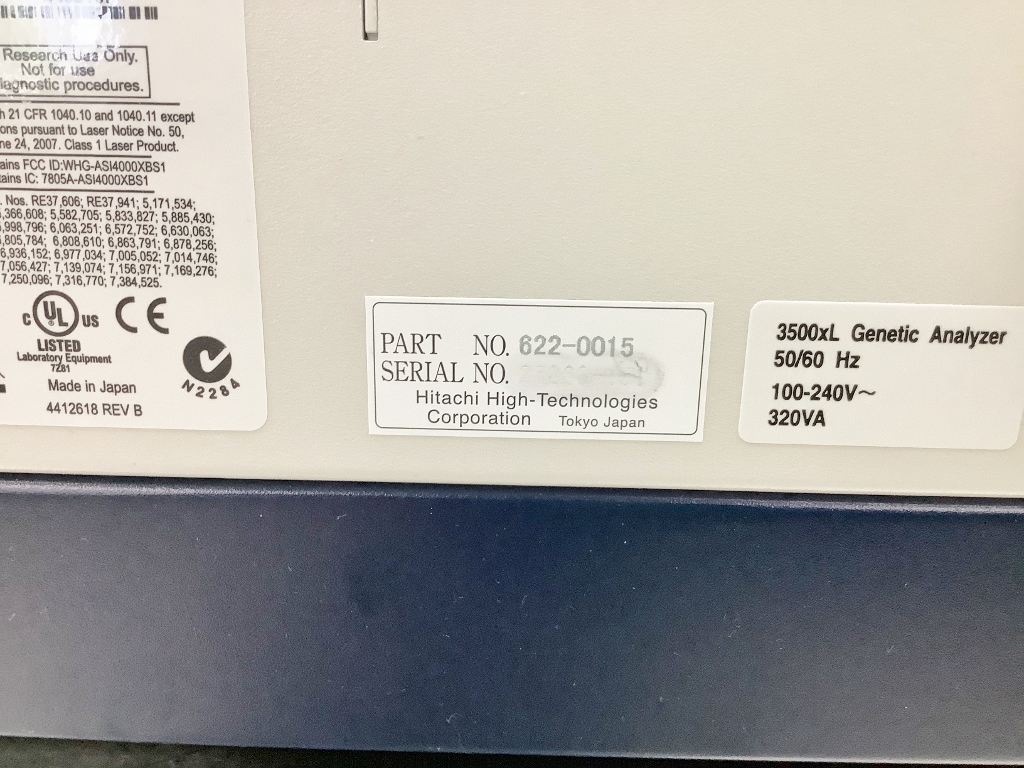 Research Use Only.
Not for use
iagnostic procedures.
h 21 CFR 1040.10 and 1040.11 except
ons pursuant to Laser Notice No. 50,
ne 24, 2007. Class 1 Laser Product.
ains FCC ID:WHG-ASI4000XBS1
tains IC: 7805A-ASI4000XBS1
. Nos. RE37,606; RE37,941; 5,171,534;
,366,608; 5,582,705; 5,833,827; 5,885,430;
,998,796; 6,063,251; 6,572,752; 6,630,063;
,805,784; 6,808,610; 6,863,791; 6,878,256;
6,936,152; 6,977,034; 7,005,052; 7,014,746;
7,056,427; 7,139,074; 7,156,971; 7,169,276;
7,250,096; 7,316,770; 7,384,525.
C UL US CE
LISTED
Laboratory Equipment
7Z81
N2284
Made in Japan
4412618 REV B
PART NO. 622-0015
SERIAL NO.
Hitachi High-Technologies
Corporation Tokyo Japan
3500xL Genetic Analyzer
50/60 Hz
100-240V~
320VA